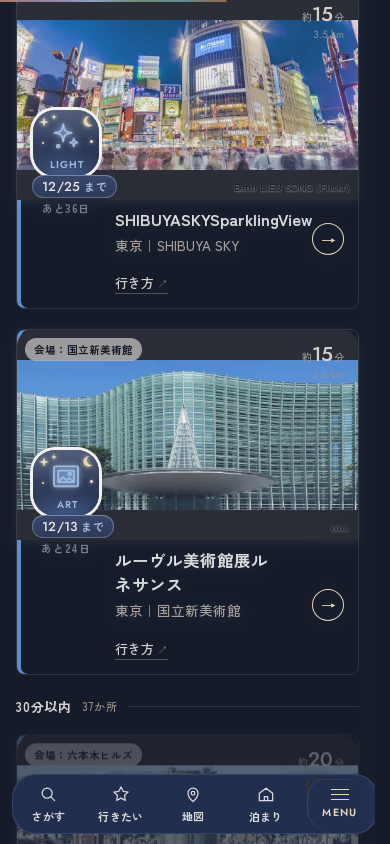 約15分
3.5km
LIGHT
12/25 まで
あと36日
Benh LIEU SONG (Flickr)
SHIBUYASKYSparklingView
東京｜SHIBUYA SKY
→
行き方 ↗
会場：国立新美術館
約15分
ART
12/13 まで
あと24日
ルーヴル美術館展ル
ネサンス
東京｜国立新美術館
→
行き方 ↗
30分以内 37か所
会場：六本木ヒルズ
約20分
さがす
行きたい
地図
泊まり
MENU